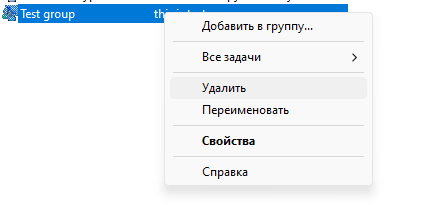 Test group
Добавить в группу...
Все задачи
Удалить
Переименовать
Свойства
Справка